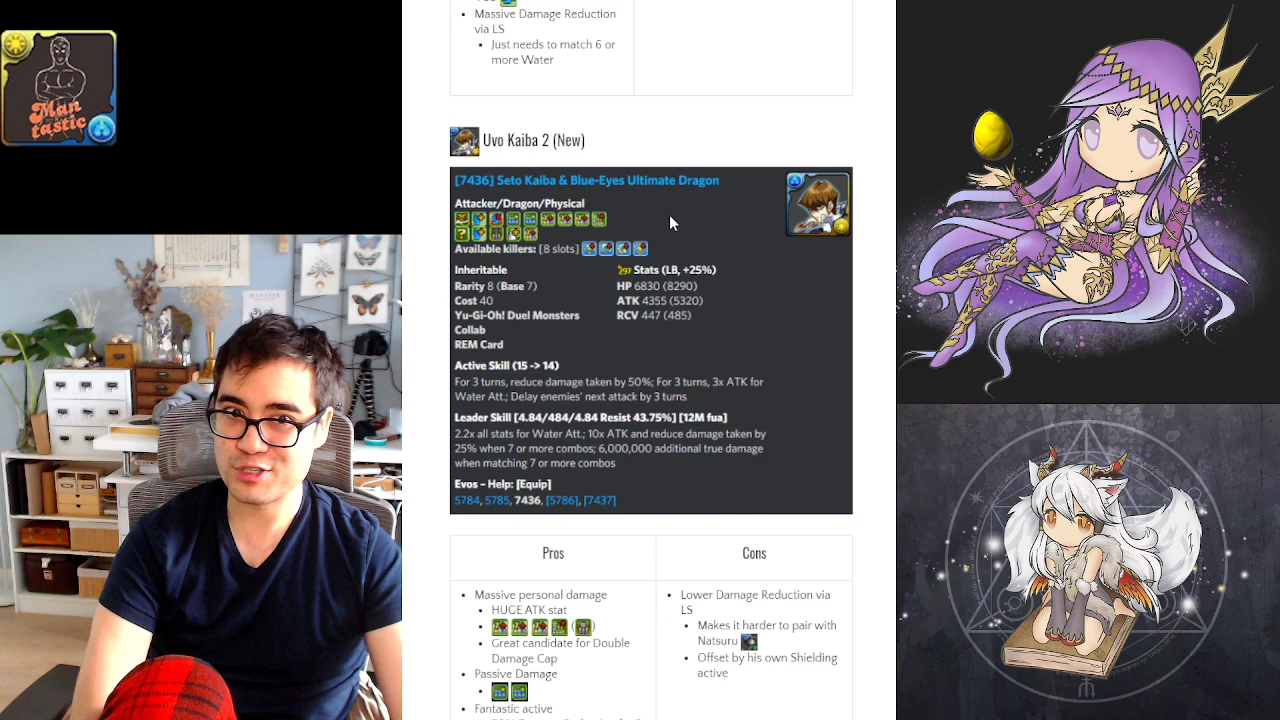 Man
tastic
Massive Damage Reduction
via LS
Just needs to match 6 or
more Water
Uvo Kaiba 2 (New)
[7436] Seto Kaiba & Blue-Eyes Ultimate Dragon
Attacker/Dragon/Physical
Available killers: [8 slots]
Inheritable
Rarity 8 (Base 7)
Cost 40
Yu-Gi-Oh! Duel Monsters
Collab
REM Card
297 Stats (LB, +25%)
HP 6830 (8290)
ATK 4355 (5320)
RCV 447 (485)
Active Skill (15 -> 14)
For 3 turns, reduce damage taken by 50%; For 3 turns, 3x ATK for
Water Att.; Delay enemies' next attack by 3 turns
Leader Skill [4.84/484/4.84 Resist 43.75%] [12M fua]
2.2x all stats for Water Att.; 10x ATK and reduce damage taken by
25% when 7 or more combos; 6,000,000 additional true damage
when matching 7 or more combos
Evos – Help: [Equip]
5784, 5785, 7436, [5786], [7437]
Pros
Massive personal damage
HUGE ATK stat
( )
Great candidate for Double
Damage Cap
Passive Damage
Fantastic active
Cons
Lower Damage Reduction via
LS
Makes it harder to pair with
Natsuru
Offset by his own Shielding
active